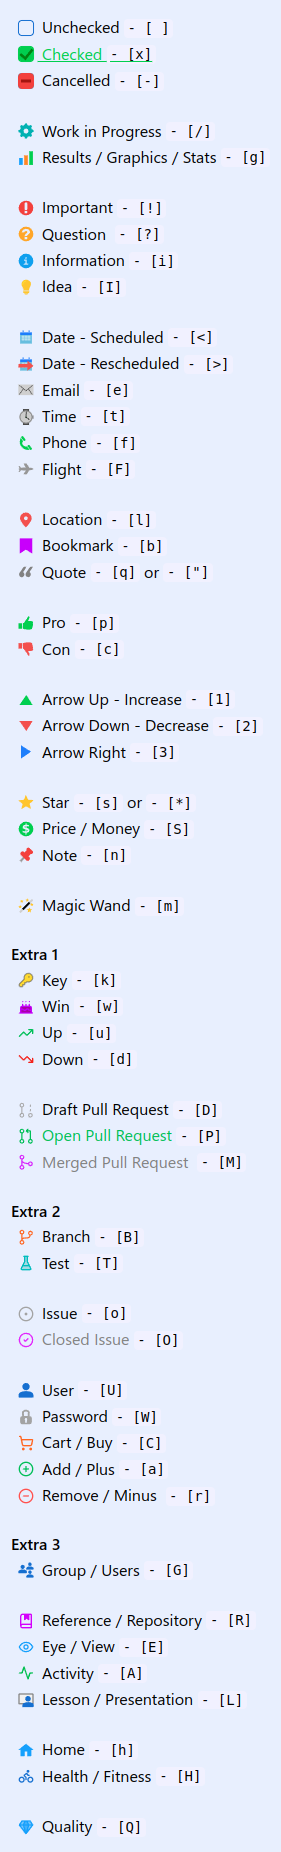 Unchecked - [ ]
Checked - [x]
Cancelled - [-]
Work in Progress - [/]
Results / Graphics / Stats - [g]
Important - [!]
Question - [?]
Information - [i]
Idea - [I]
Date - Scheduled - [<]
Date - Rescheduled - [>]
Email - [e]
Time - [t]
Phone - [f]
Flight - [F]
Location - [l]
Bookmark - [b]
Quote - [q] or - ["]
Pro - [p]
Con - [c]
Arrow Up - Increase - [1]
Arrow Down - Decrease - [2]
Arrow Right - [3]
Star - [s] or - [*]
Price / Money - [S]
Note - [n]
Magic Wand - [m]
Extra 1
Key - [k]
Win - [w]
Up - [u]
Down - [d]
Draft Pull Request - [D]
Open Pull Request - [P]
Merged Pull Request - [M]
Extra 2
Branch - [B]
Test - [T]
Issue - [o]
Closed Issue - [O]
User - [U]
Password - [W]
Cart / Buy - [C]
Add / Plus - [a]
Remove / Minus - [r]
Extra 3
Group / Users - [G]
Reference / Repository - [R]
Eye / View - [E]
Activity - [A]
Lesson / Presentation - [L]
Home - [h]
Health / Fitness - [H]
Quality - [Q]